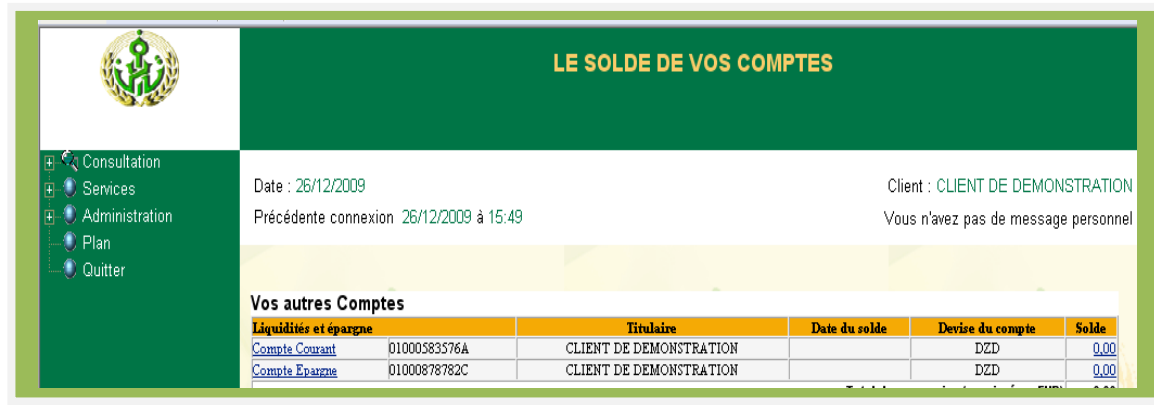 LE SOLDE DE VOS COMPTES
Consultation
Services
Administration
Plan
Quitter
Date : 26/12/2009
Client : CLIENT DE DEMONSTRATION
Précédente connexion 26/12/2009 à 15:49
Vous n'avez pas de message personnel
Vos autres Comptes
Liquidités et épargne Titulaire Date du solde Devise du compte Solde
Compte Courant 01000583576A CLIENT DE DEMONSTRATION DZD 0,00
Compte Epargne 01000878782C CLIENT DE DEMONSTRATION DZD 0,00